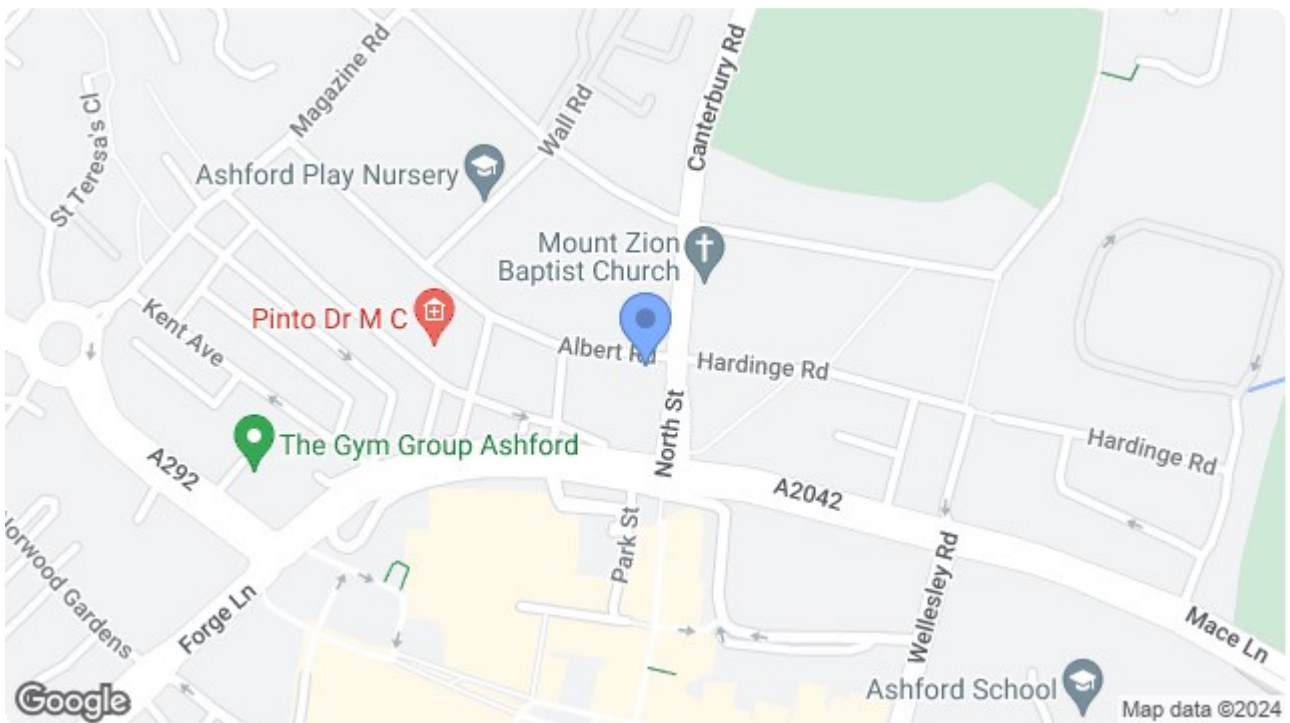 Magazine Rd
Canterbury Rd
Wall Rd
St Teresa's Cl
Ashford Play Nursery
Mount Zion
Baptist Church
Kent Ave
Pinto Dr M C
Albert Rd
Hardinge Rd
North St
The Gym Group Ashford
Hardinge Rd
A292
A2042
Park St
Norwood Gardens
Forge Ln
Wellesley Rd
Mace Ln
Ashford School
Google
Map data ©2024